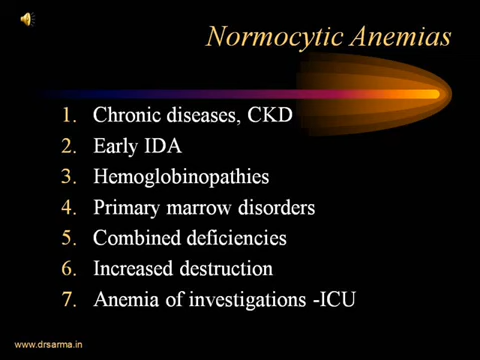 Normocytic Anemias
1. Chronic diseases, CKD
2. Early IDA
3. Hemoglobinopathies
4. Primary marrow disorders
5. Combined deficiencies
6. Increased destruction
7. Anemia of investigations -ICU
www.drsarma.in